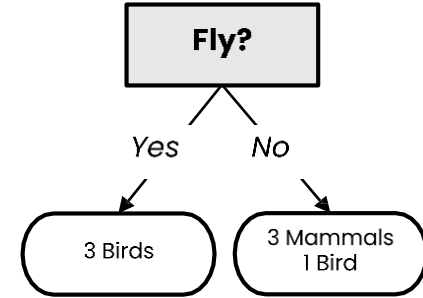 Fly?
Yes
No
3 Birds
3 Mammals
1 Bird